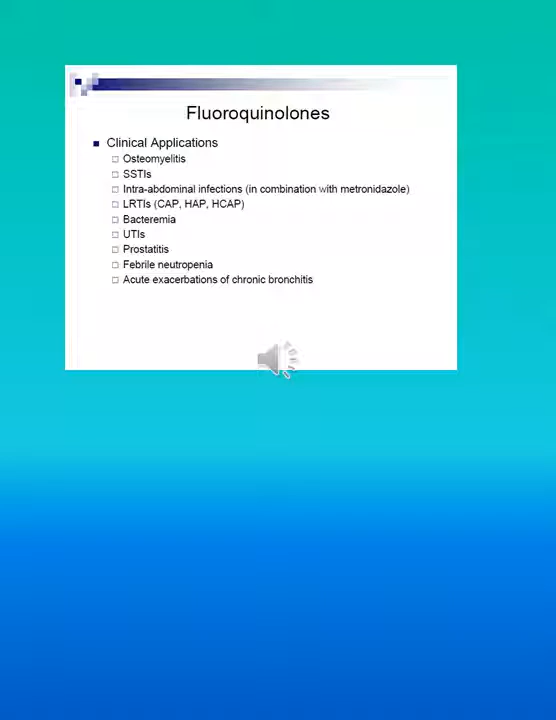 Fluoroquinolones
Clinical Applications
Osteomyelitis
SSTIs
Intra-abdominal infections (in combination with metronidazole)
LRTIs (CAP, HAP, HCAP)
Bacteremia
UTIs
Prostatitis
Febrile neutropenia
Acute exacerbations of chronic bronchitis